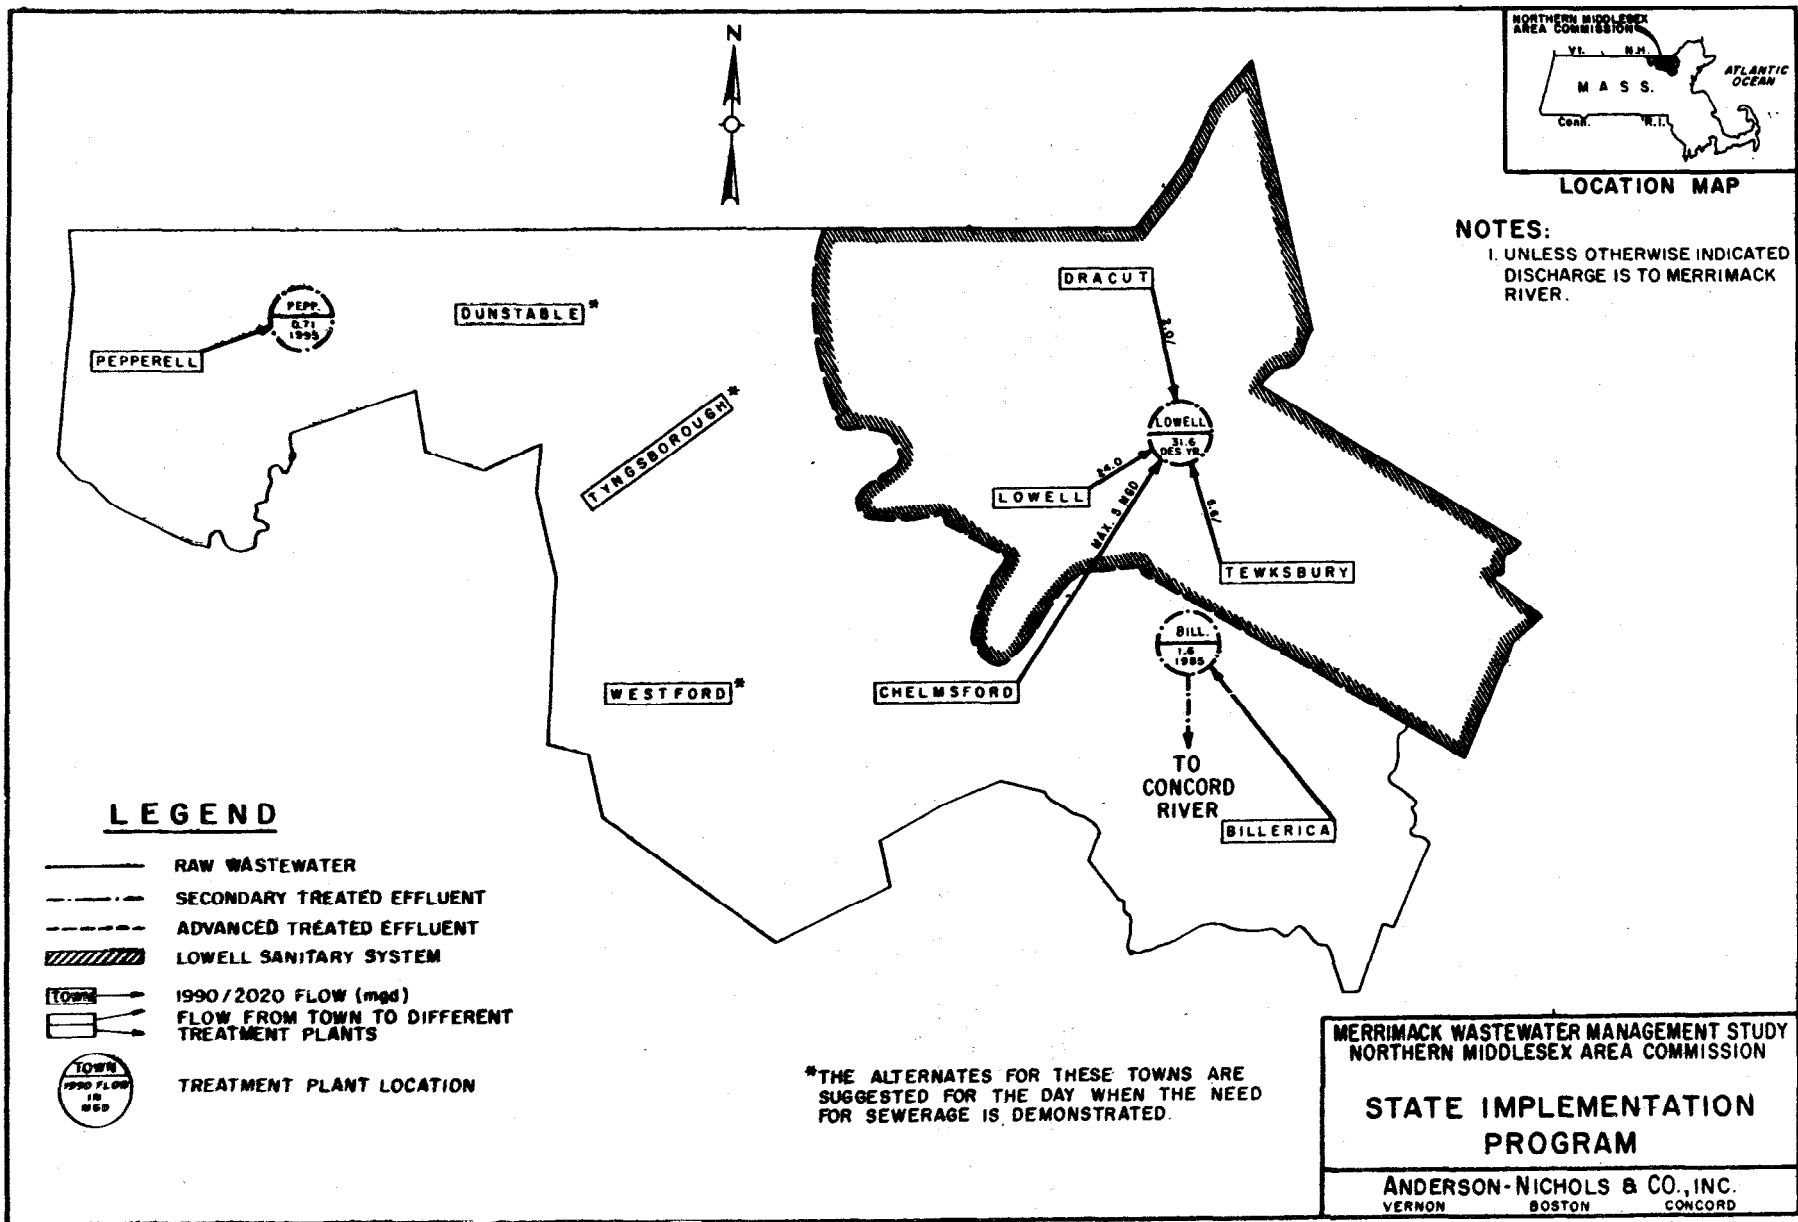 N
NORTHERN MIDDLESEX
AREA COMMISSION
Vt. N.H.
MASS.
ATLANTIC
OCEAN
Conn. R.I.
LOCATION MAP
NOTES:
1. UNLESS OTHERWISE INDICATED
DISCHARGE IS TO MERRIMACK
RIVER.
DRACUT
2.0/
PEPP.
0.71
1995
DUNSTABLE*
PEPPERELL
TYNGSBOROUGH*
LOWELL
31.6
DES YR.
24.0
LOWELL
MAX. 5 MGD
5.6/
TEWKSBURY
BILL.
1.6
1985
WESTFORD*
CHELMSFORD
TO
CONCORD
RIVER
BILLERICA
LEGEND
RAW WASTEWATER
SECONDARY TREATED EFFLUENT
ADVANCED TREATED EFFLUENT
LOWELL SANITARY SYSTEM
TOWN 1990/2020 FLOW (mgd)
FLOW FROM TOWN TO DIFFERENT
TREATMENT PLANTS
TOWN
1990 FLOW
IN
MGD
TREATMENT PLANT LOCATION
*THE ALTERNATES FOR THESE TOWNS ARE
SUGGESTED FOR THE DAY WHEN THE NEED
FOR SEWERAGE IS DEMONSTRATED.
MERRIMACK WASTEWATER MANAGEMENT STUDY
NORTHERN MIDDLESEX AREA COMMISSION
STATE IMPLEMENTATION
PROGRAM
ANDERSON-NICHOLS & CO., INC.
VERNON BOSTON CONCORD